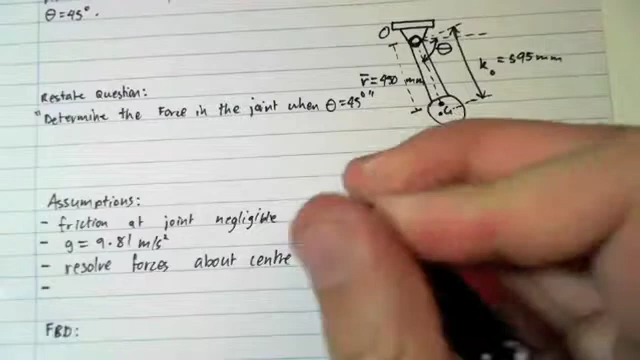 θ = 45°.
O
θ
k₀ = 595 mm
r̄ = 450 mm
G
Restate Question:
"Determine the Force in the joint when θ = 45°"
Assumptions:
- friction at joint negligible
- g = 9.81 m/s²
- resolve forces about centre
-
FBD: